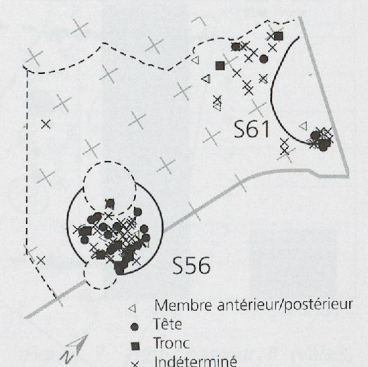 S61
S56
Membre antérieur/postérieur
Tête
Tronc
Indéterminé
N